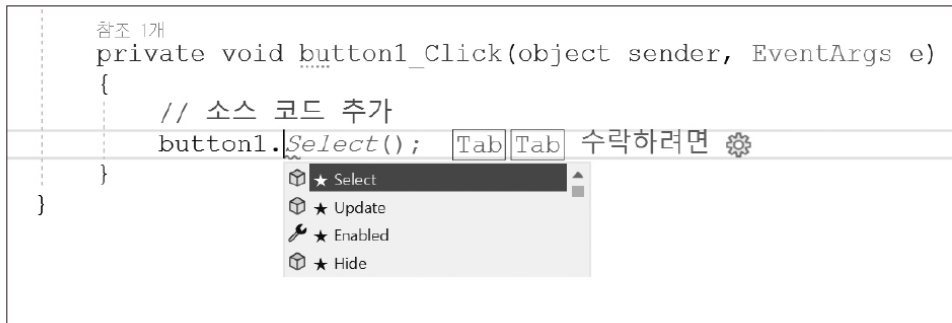 참조 1개
private void button1_Click(object sender, EventArgs e)
{
// 소스 코드 추가
button1.Select(); Tab Tab 수락하려면
★ Select
★ Update
★ Enabled
★ Hide
}
}